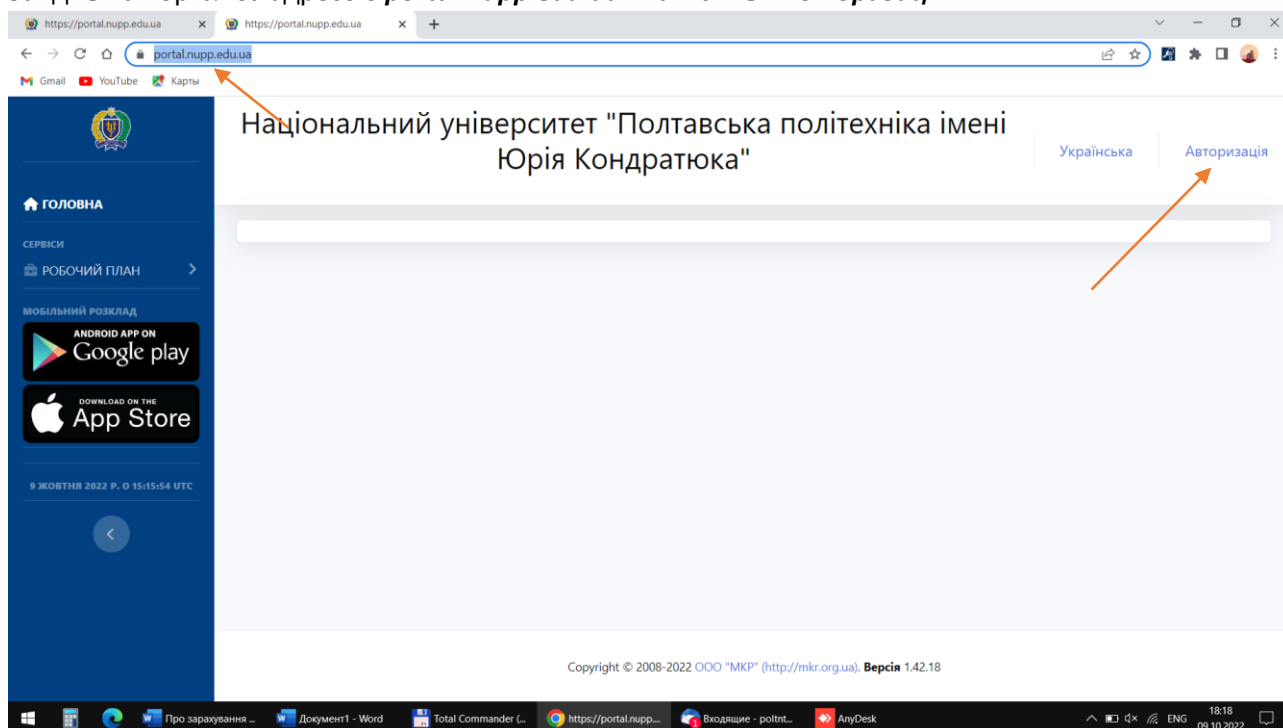 https://portal.nupp.edu.ua
https://portal.nupp.edu.ua
portal.nupp.edu.ua
Gmail
YouTube
Карты
Національний університет "Полтавська політехніка імені
Юрія Кондратюка"
Українська
Авторизація
ГОЛОВНА
СЕРВІСИ
РОБОЧИЙ ПЛАН
МОБІЛЬНИЙ РОЗКЛАД
ANDROID APP ON
Google play
DOWNLOAD ON THE
App Store
9 ЖОВТНЯ 2022 Р. О 15:15:54 UTC
Copyright © 2008-2022 ООО "МКР" (http://mkr.org.ua). Версія 1.42.18
Про зарахування ...
Документ1 - Word
Total Commander (...
https://portal.nupp....
Входящие - poltnt...
AnyDesk
ENG
18:18
09.10.2022